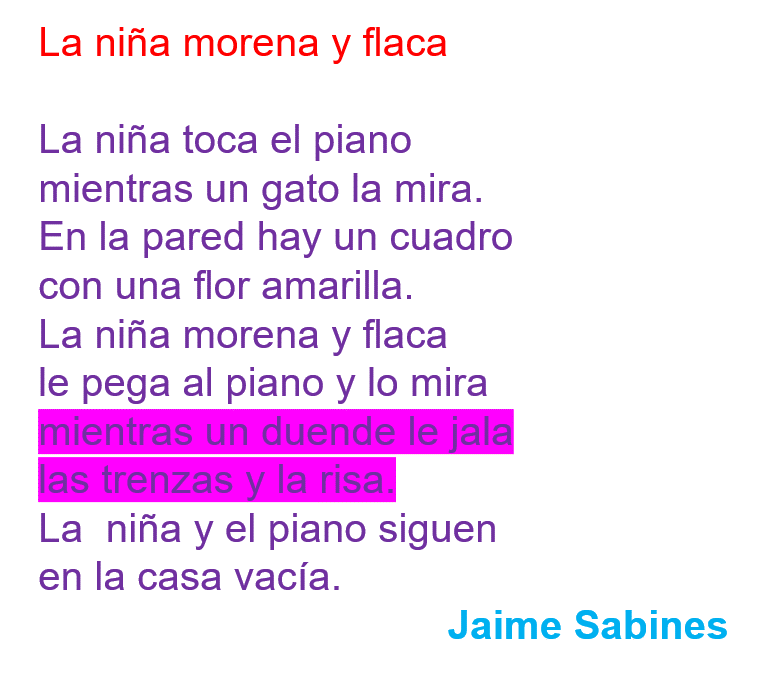 La niña morena y flaca
La niña toca el piano
mientras un gato la mira.
En la pared hay un cuadro
con una flor amarilla.
La niña morena y flaca
le pega al piano y lo mira
mientras un duende le jala
las trenzas y la risa.
La  niña y el piano siguen
en la casa vacía.
Jaime Sabines